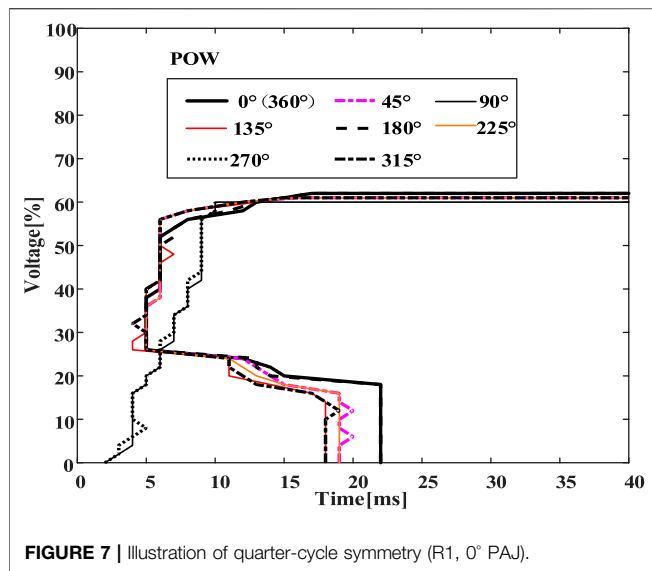 POW
0° (360°) 45° 90°
135° 180° 225°
270° 315°
Voltage[%]
100
90
80
70
60
50
40
30
20
10
0
0 5 10 15 20 25 30 35 40
Time[ms]
FIGURE 7 | Illustration of quarter-cycle symmetry (R1, 0° PAJ).